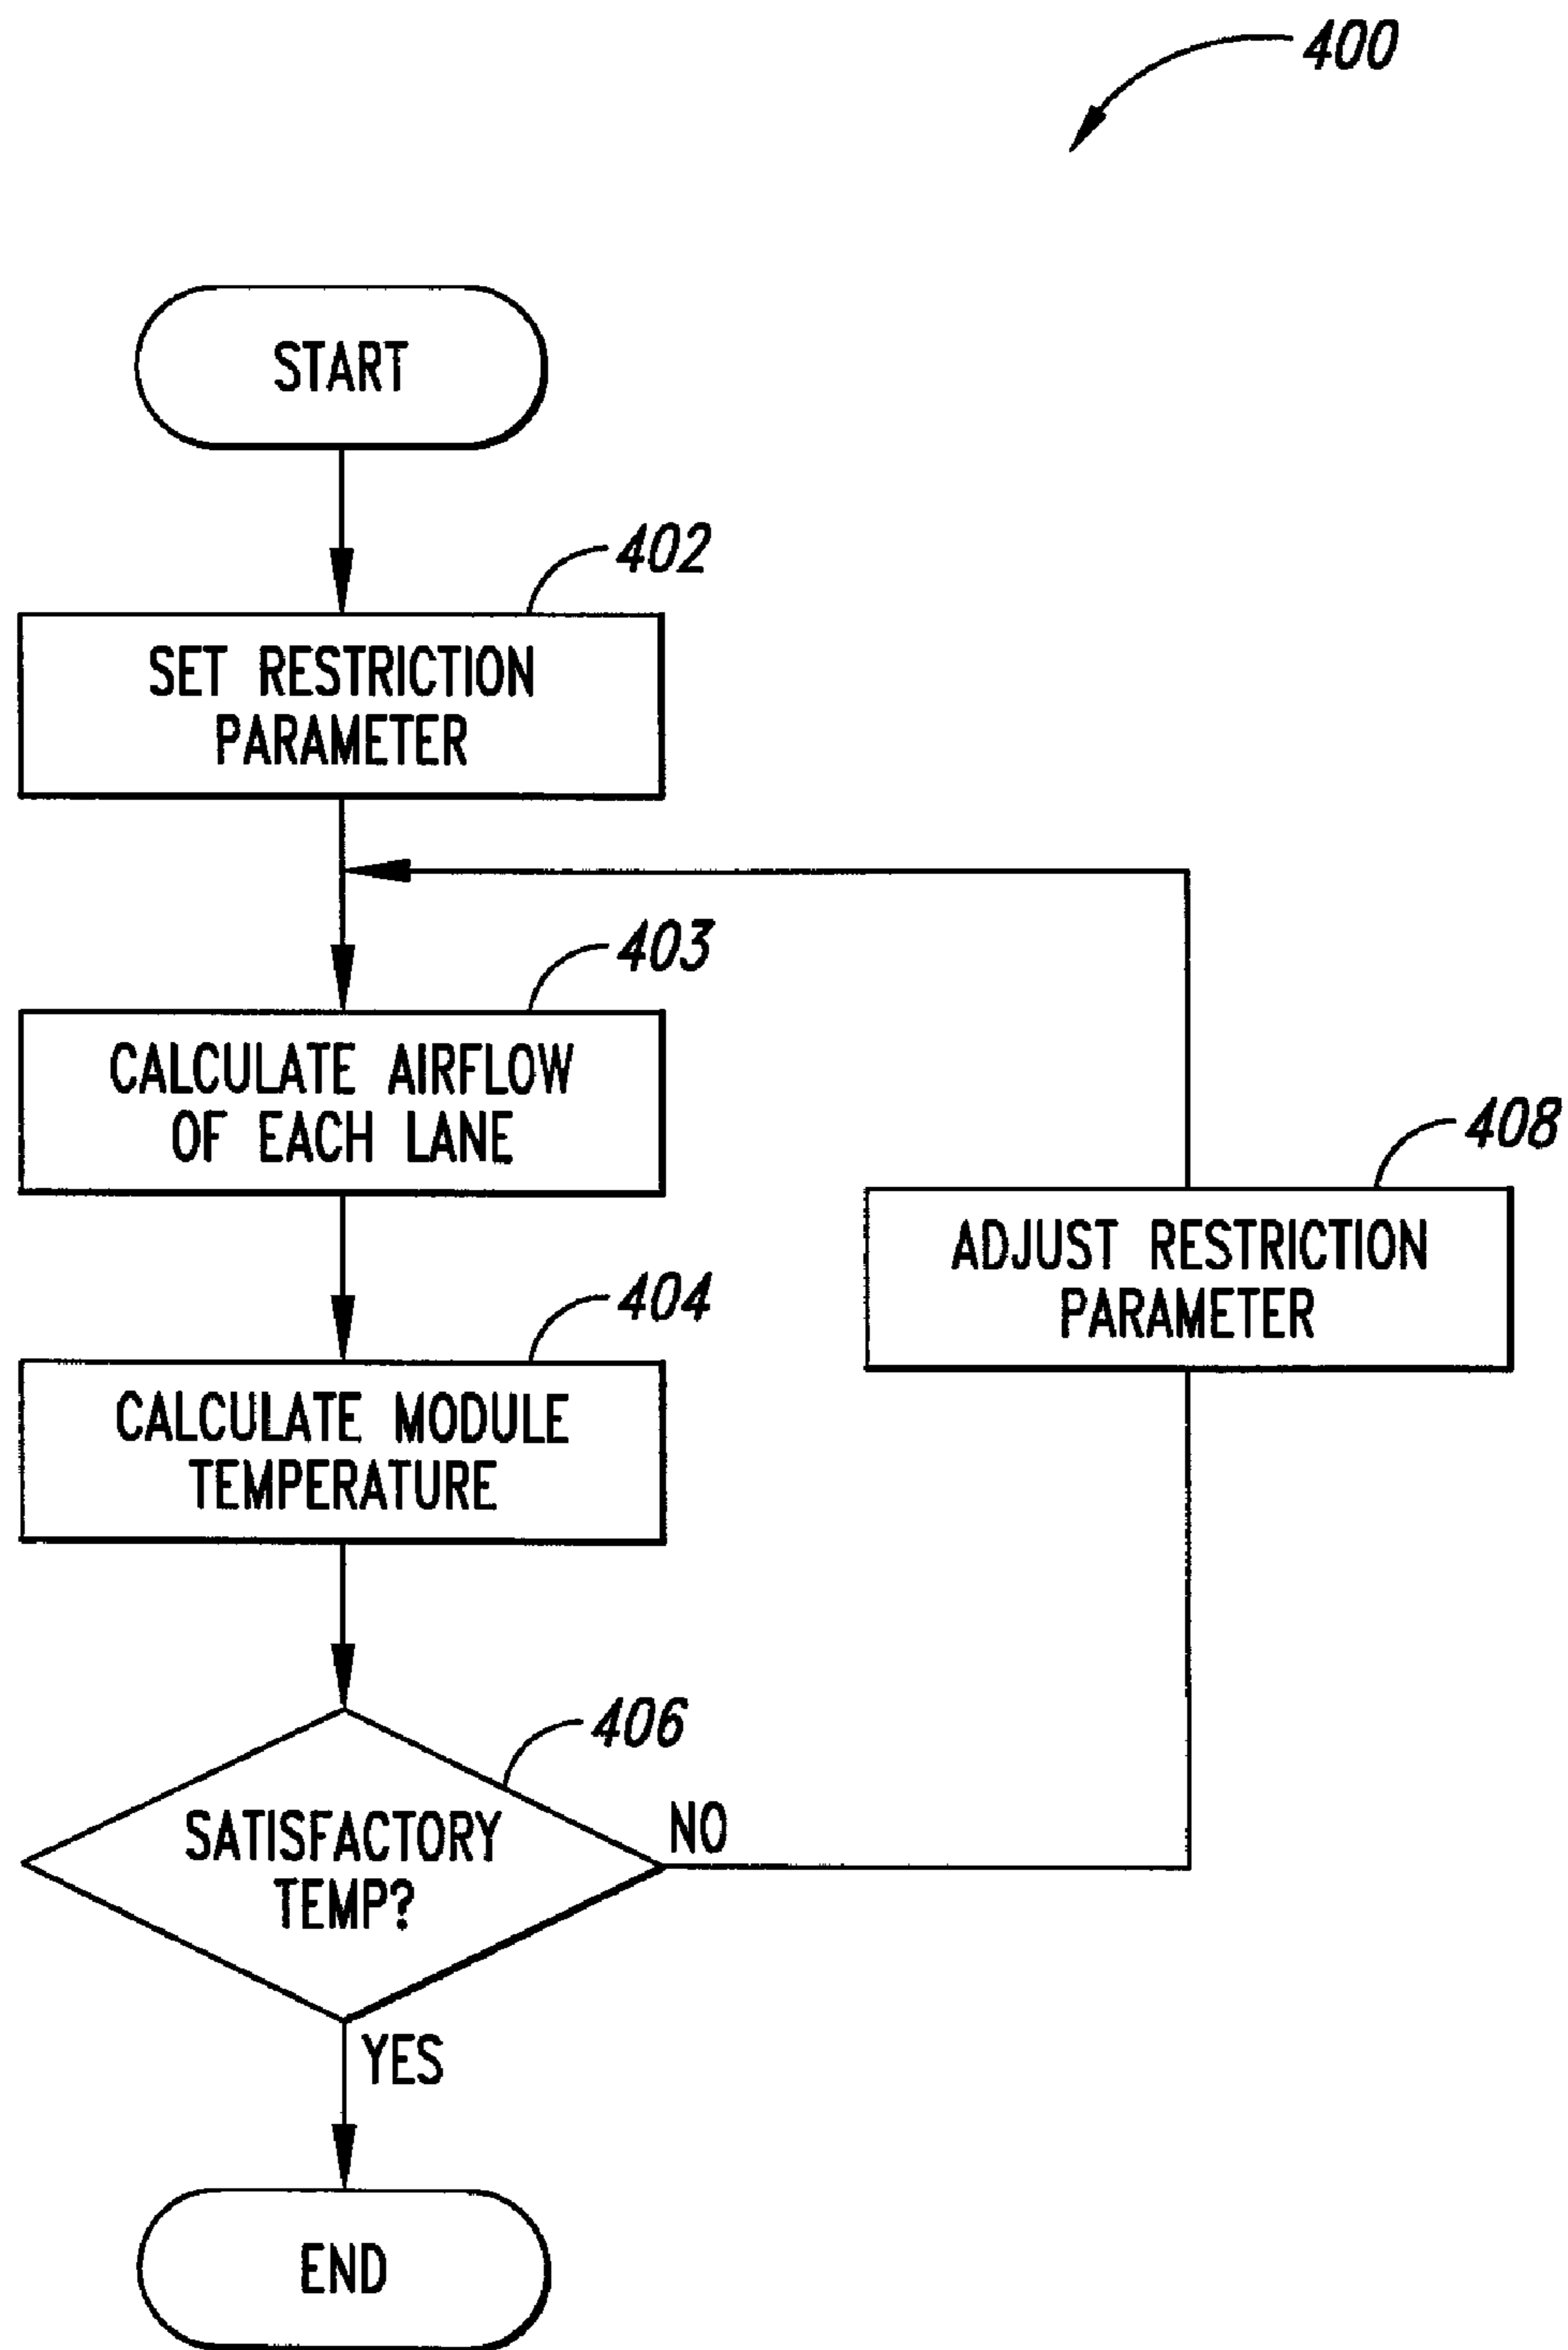 400
START
402
SET RESTRICTION
PARAMETER
403
CALCULATE AIRFLOW
OF EACH LANE
408
ADJUST RESTRICTION
PARAMETER
404
CALCULATE MODULE
TEMPERATURE
406
SATISFACTORY
TEMP?
NO
YES
END